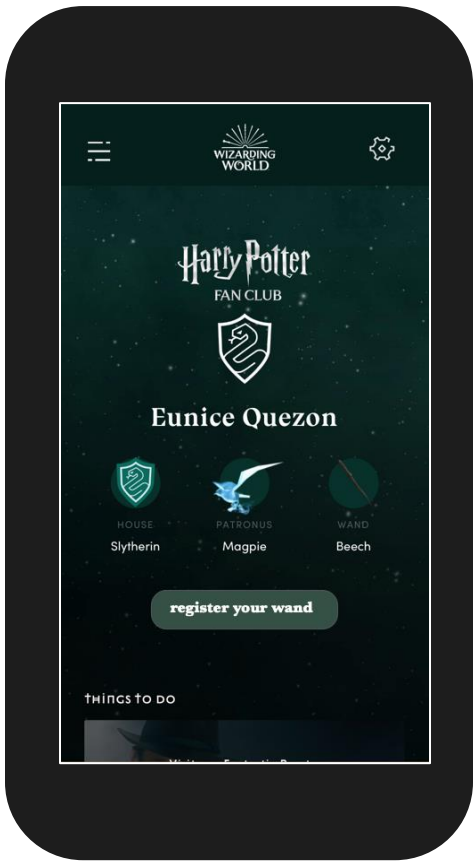 WIZARDING
WORLD
Harry Potter
FAN CLUB
Eunice Quezon
HOUSE PATRONUS WAND
Slytherin Magpie Beech
register your wand
THINGS TO DO